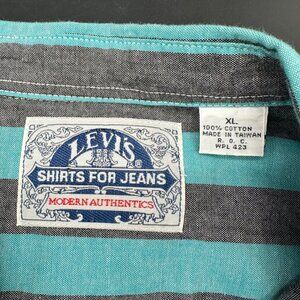 LEVI'S
SHIRTS FOR JEANS
MODERN AUTHENTICS
XL
100% COTTON
MADE IN TAIWAN
R. O. C.
WPL 423